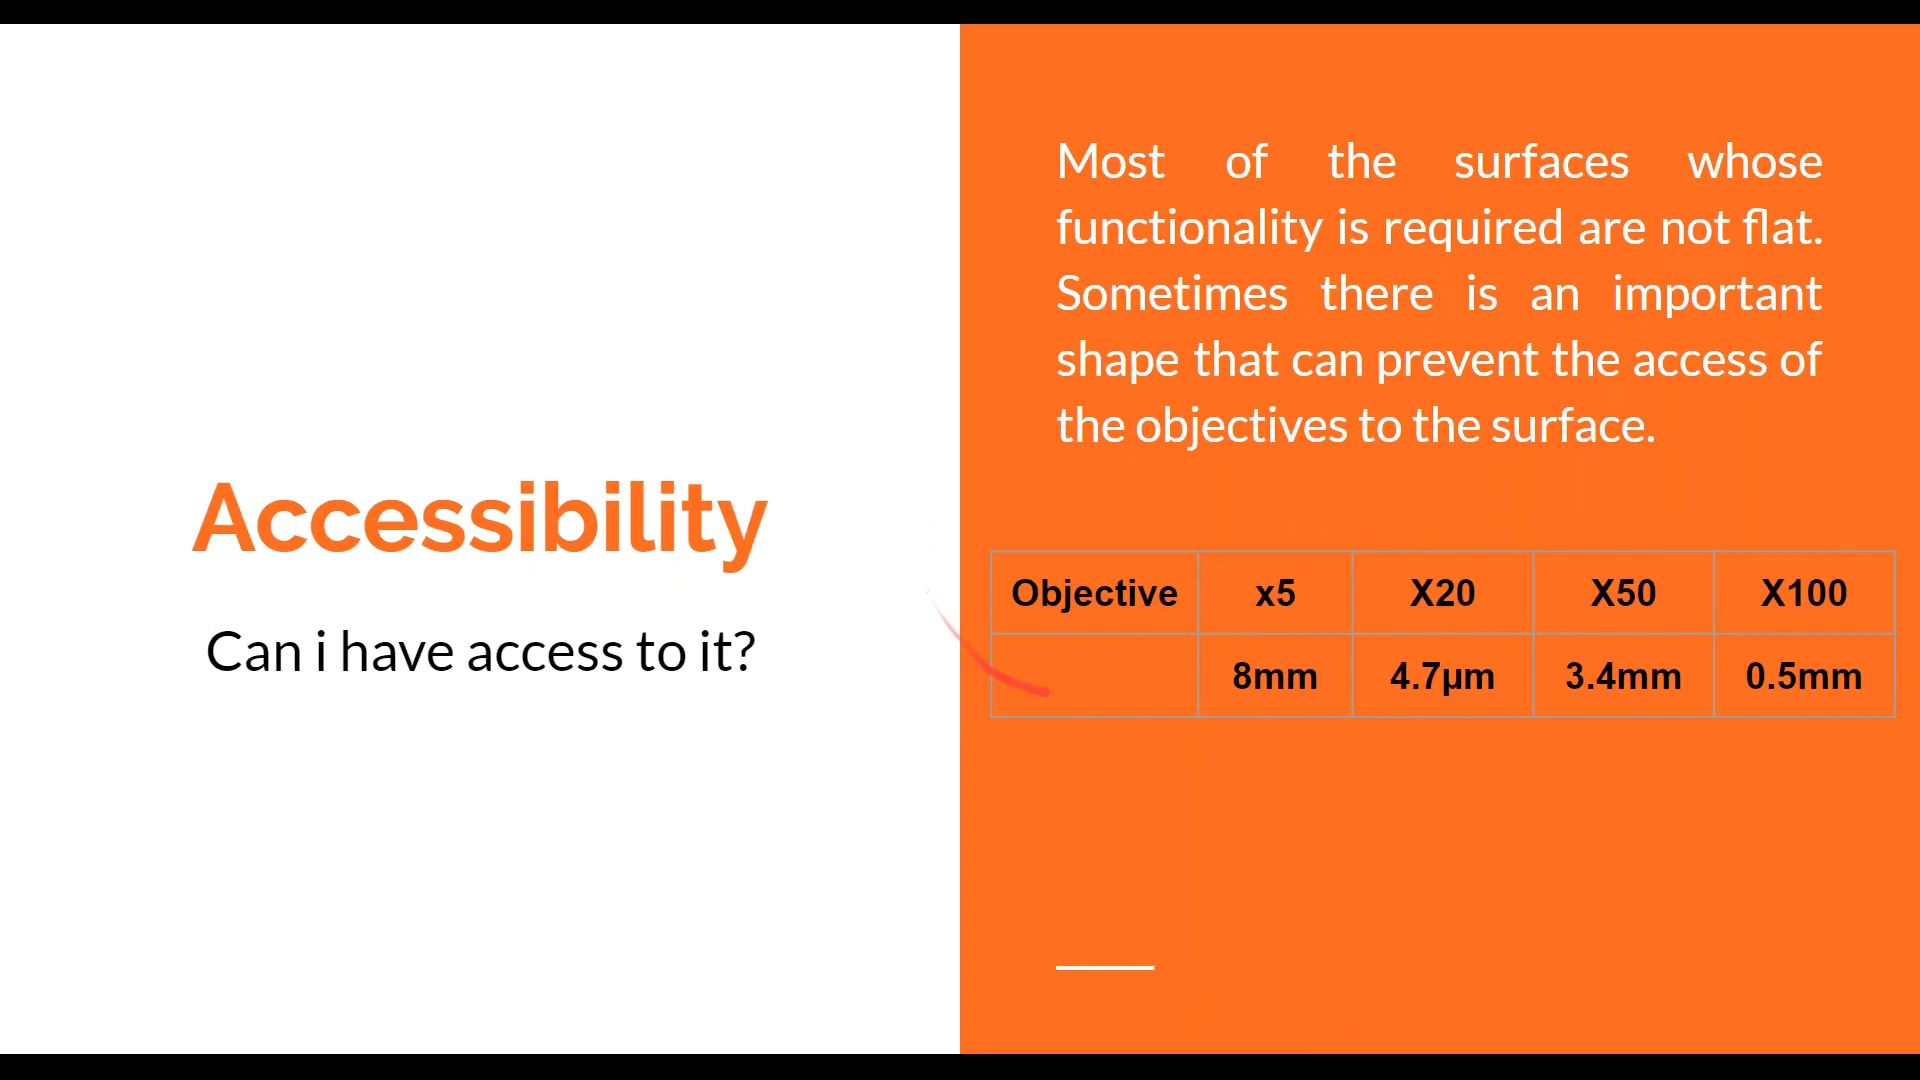 Accessibility
Can i have access to it?
Most of the surfaces whose
functionality is required are not flat.
Sometimes there is an important
shape that can prevent the access of
the objectives to the surface.
Objective x5 X20 X50 X100
8mm 4.7µm 3.4mm 0.5mm